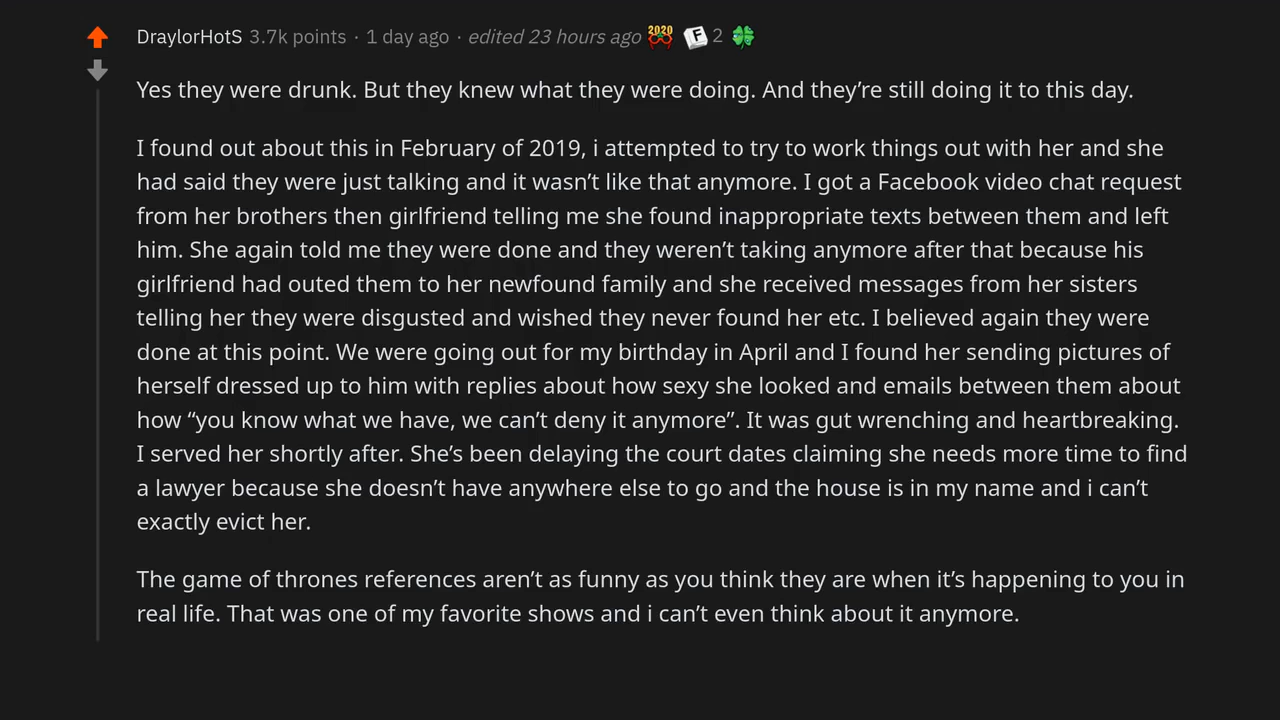 DraylorHotS 3.7k points · 1 day ago · edited 23 hours ago 2020 F 2
Yes they were drunk. But they knew what they were doing. And they’re still doing it to this day.
I found out about this in February of 2019, i attempted to try to work things out with her and she
had said they were just talking and it wasn’t like that anymore. I got a Facebook video chat request
from her brothers then girlfriend telling me she found inappropriate texts between them and left
him. She again told me they were done and they weren’t taking anymore after that because his
girlfriend had outed them to her newfound family and she received messages from her sisters
telling her they were disgusted and wished they never found her etc. I believed again they were
done at this point. We were going out for my birthday in April and I found her sending pictures of
herself dressed up to him with replies about how sexy she looked and emails between them about
how “you know what we have, we can’t deny it anymore”. It was gut wrenching and heartbreaking.
I served her shortly after. She’s been delaying the court dates claiming she needs more time to find
a lawyer because she doesn’t have anywhere else to go and the house is in my name and i can’t
exactly evict her.
The game of thrones references aren’t as funny as you think they are when it’s happening to you in
real life. That was one of my favorite shows and i can’t even think about it anymore.